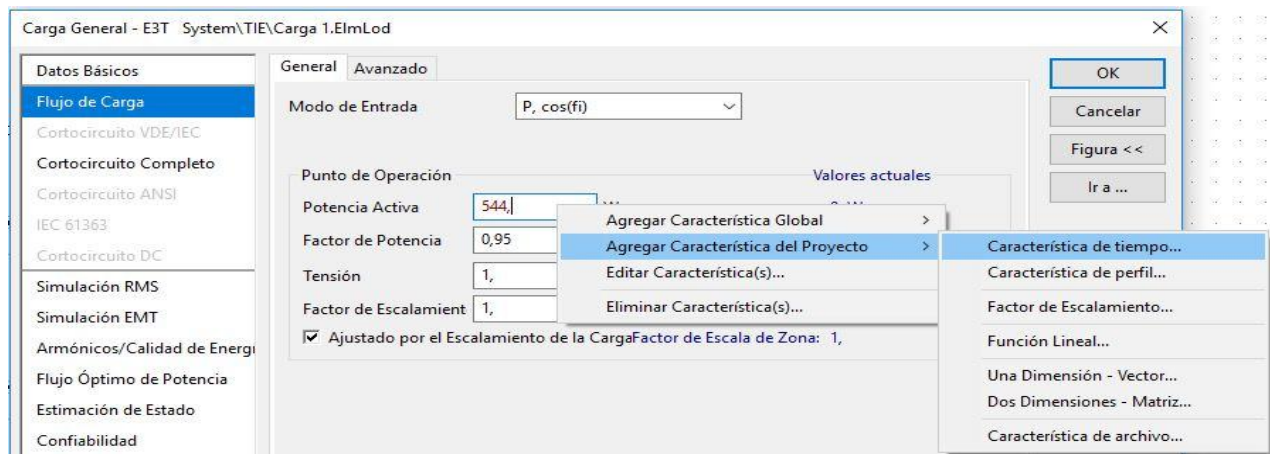 Carga General - E3T System\TIE\Carga 1.ElmLod
Datos Básicos
Flujo de Carga
Cortocircuito VDE/IEC
Cortocircuito Completo
Cortocircuito ANSI
IEC 61363
Cortocircuito DC
Simulación RMS
Simulación EMT
Armónicos/Calidad de Energi
Flujo Óptimo de Potencia
Estimación de Estado
Confiabilidad
General Avanzado
Modo de Entrada P, cos(fi)
Punto de Operación Valores actuales
Potencia Activa 544,
Factor de Potencia 0,95
Tensión 1,
Factor de Escalamient 1,
Ajustado por el Escalamiento de la CargaFactor de Escala de Zona: 1,
Agregar Característica Global >
Agregar Característica del Proyecto >
Editar Característica(s)...
Eliminar Característica(s)...
Característica de tiempo...
Característica de perfil...
Factor de Escalamiento...
Función Lineal...
Una Dimensión - Vector...
Dos Dimensiones - Matriz...
Característica de archivo...
OK
Cancelar
Figura <<
Ir a ...